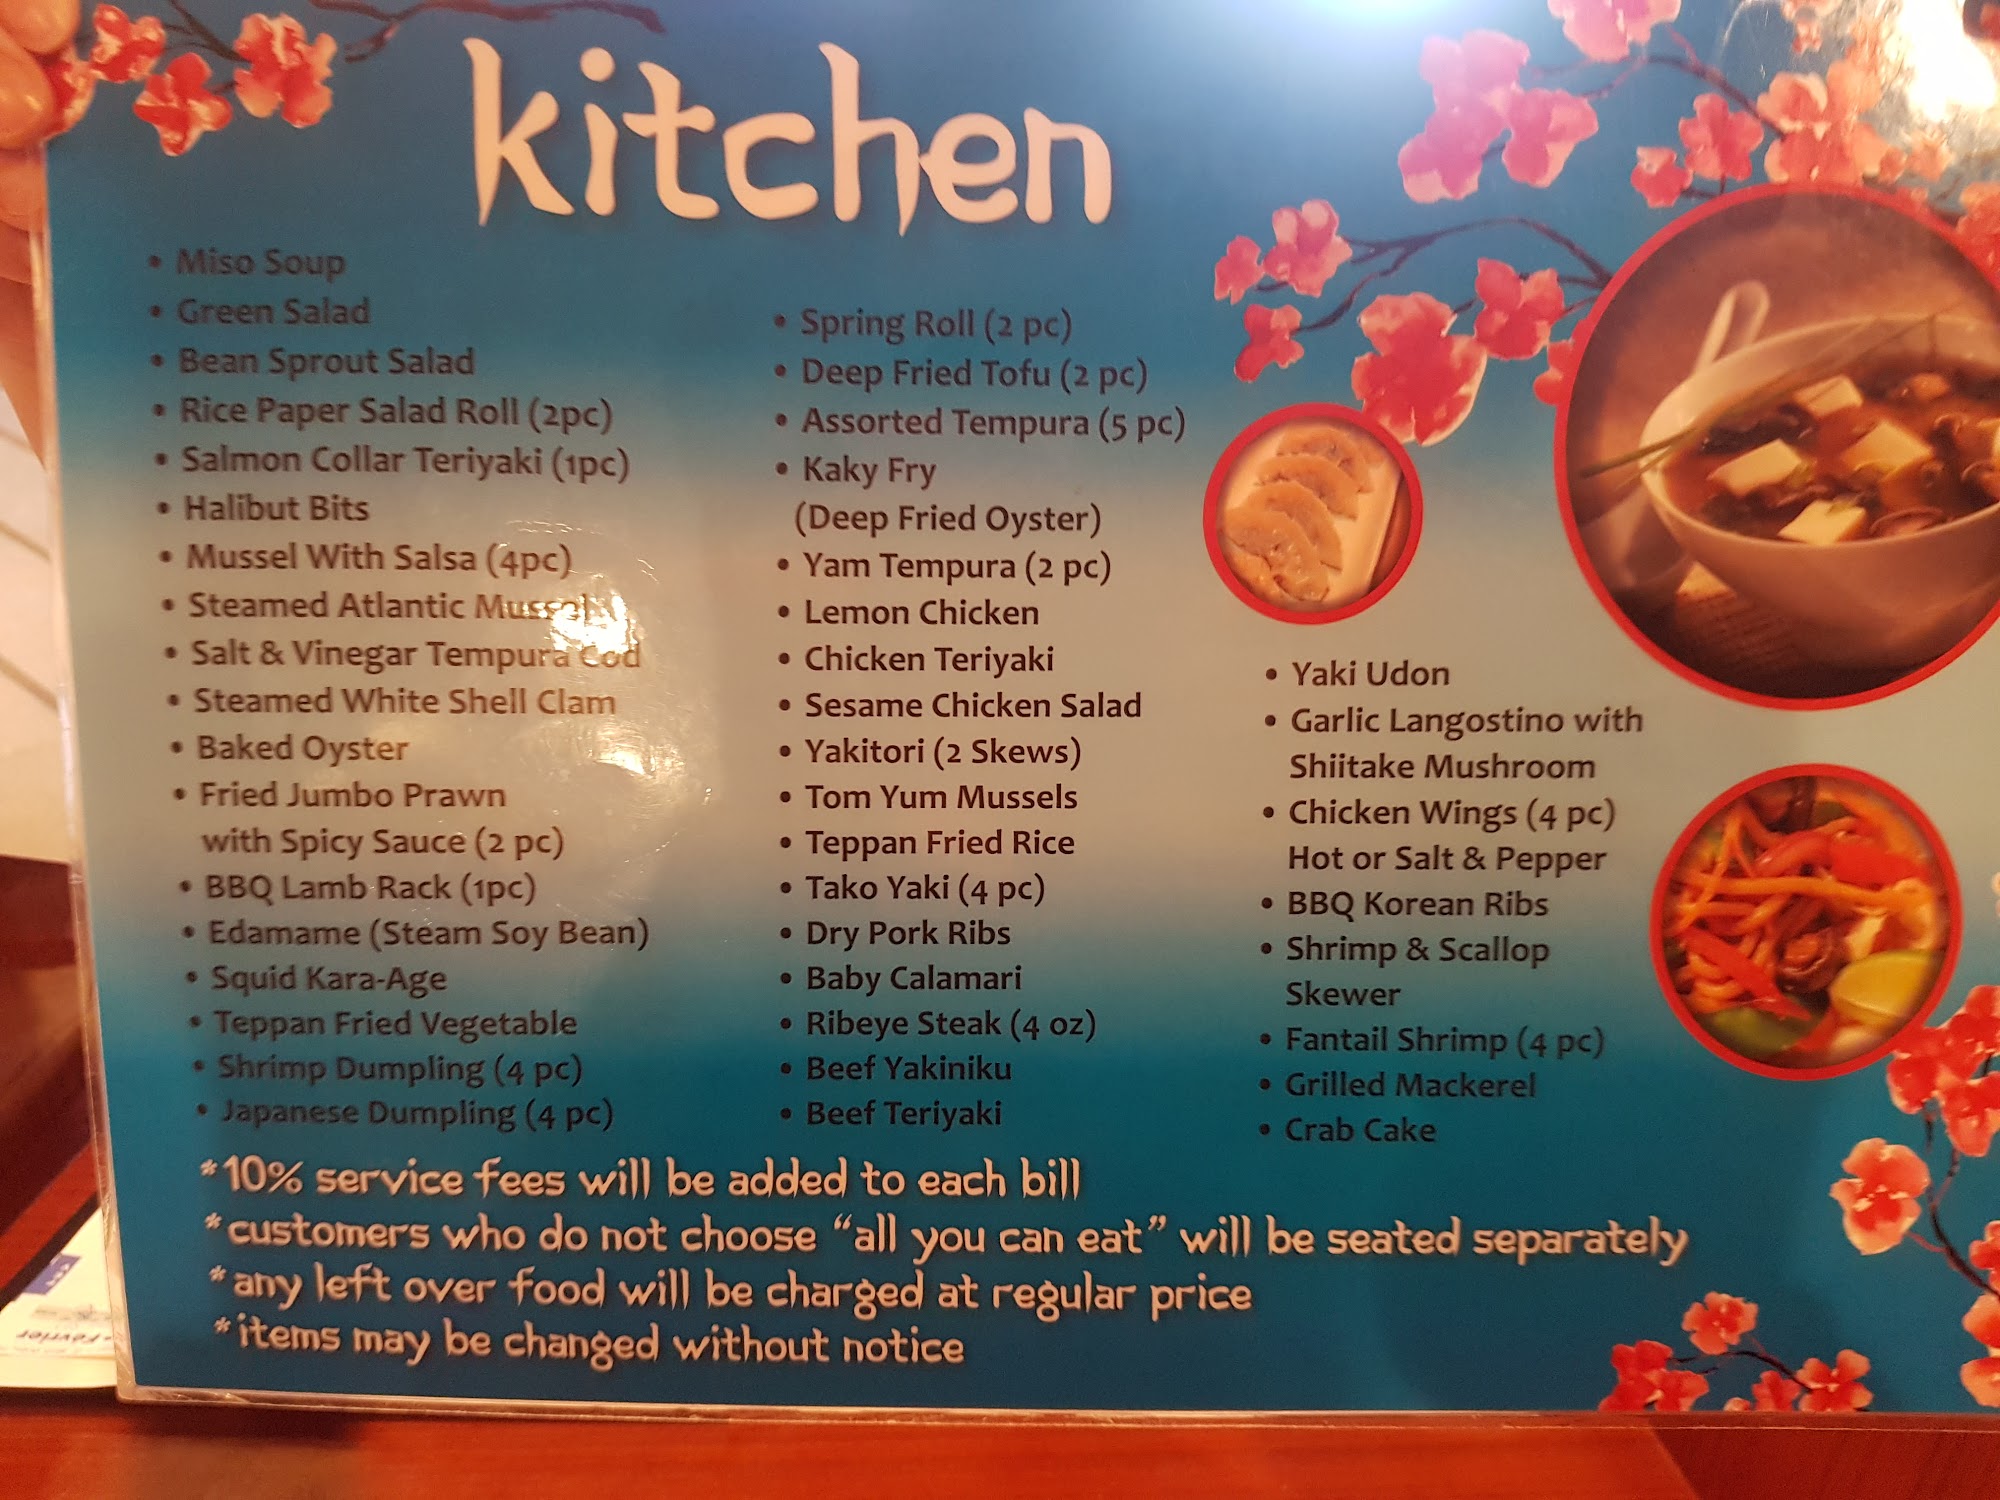 kitchen
• Miso Soup
• Green Salad
• Bean Sprout Salad
• Rice Paper Salad Roll (2pc)
• Salmon Collar Teriyaki (1pc)
• Halibut Bits
• Mussel With Salsa (4pc)
• Steamed Atlantic Mussel
• Salt & Vinegar Tempura Cod
• Steamed White Shell Clam
• Baked Oyster
• Fried Jumbo Prawn
with Spicy Sauce (2 pc)
• BBQ Lamb Rack (1pc)
• Edamame (Steam Soy Bean)
• Squid Kara-Age
• Teppan Fried Vegetable
• Shrimp Dumpling (4 pc)
• Japanese Dumpling (4 pc)
• Spring Roll (2 pc)
• Deep Fried Tofu (2 pc)
• Assorted Tempura (5 pc)
• Kaky Fry
(Deep Fried Oyster)
• Yam Tempura (2 pc)
• Lemon Chicken
• Chicken Teriyaki
• Sesame Chicken Salad
• Yakitori (2 Skews)
• Tom Yum Mussels
• Teppan Fried Rice
• Tako Yaki (4 pc)
• Dry Pork Ribs
• Baby Calamari
• Ribeye Steak (4 oz)
• Beef Yakiniku
• Beef Teriyaki
• Yaki Udon
• Garlic Langostino with
Shiitake Mushroom
• Chicken Wings (4 pc)
Hot or Salt & Pepper
• BBQ Korean Ribs
• Shrimp & Scallop
Skewer
• Fantail Shrimp (4 pc)
• Grilled Mackerel
• Crab Cake
*10% service fees will be added to each bill
*customers who do not choose "all you can eat" will be seated separately
*any left over food will be charged at regular price
*items may be changed without notice